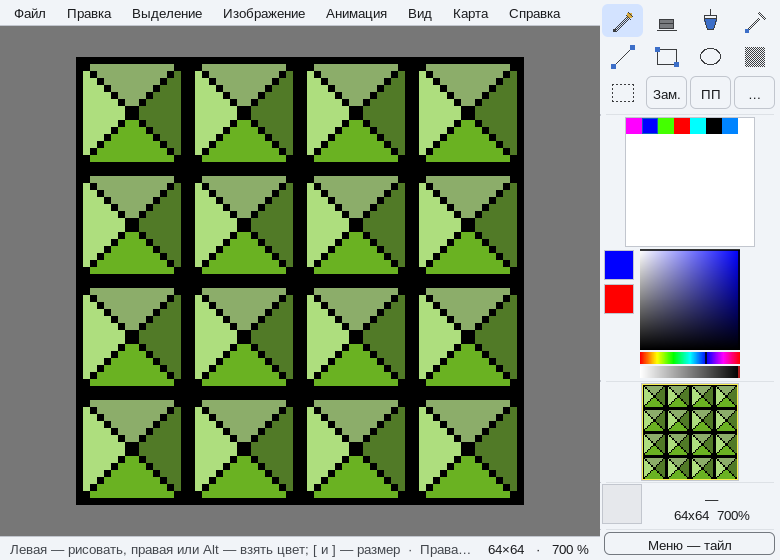 Файл Правка Выделение Изображение Анимация Вид Карта Справка
Зам. ПП ...
—
64x64 700%
Левая — рисовать, правая или Alt — взять цвет; [ и ] — размер · Права… 64×64 · 700 %
Меню — тайл